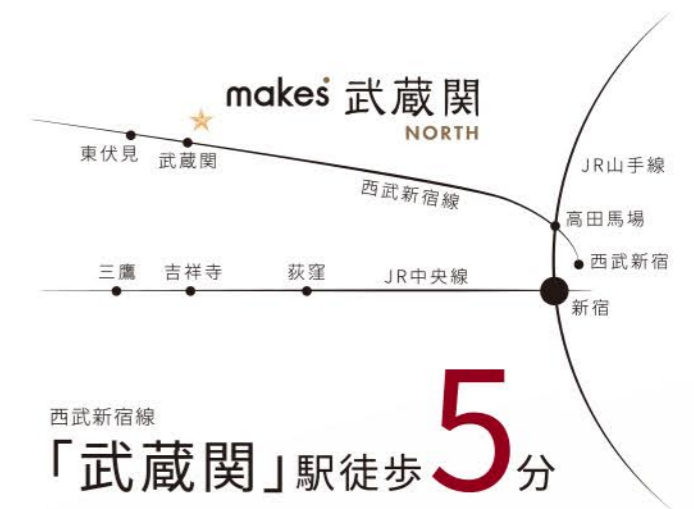 makes 武蔵関
NORTH
東伏見
武蔵関
西武新宿線
JR山手線
高田馬場
西武新宿
三鷹
吉祥寺
荻窪
JR中央線
新宿
西武新宿線
「武蔵関」駅徒歩5分